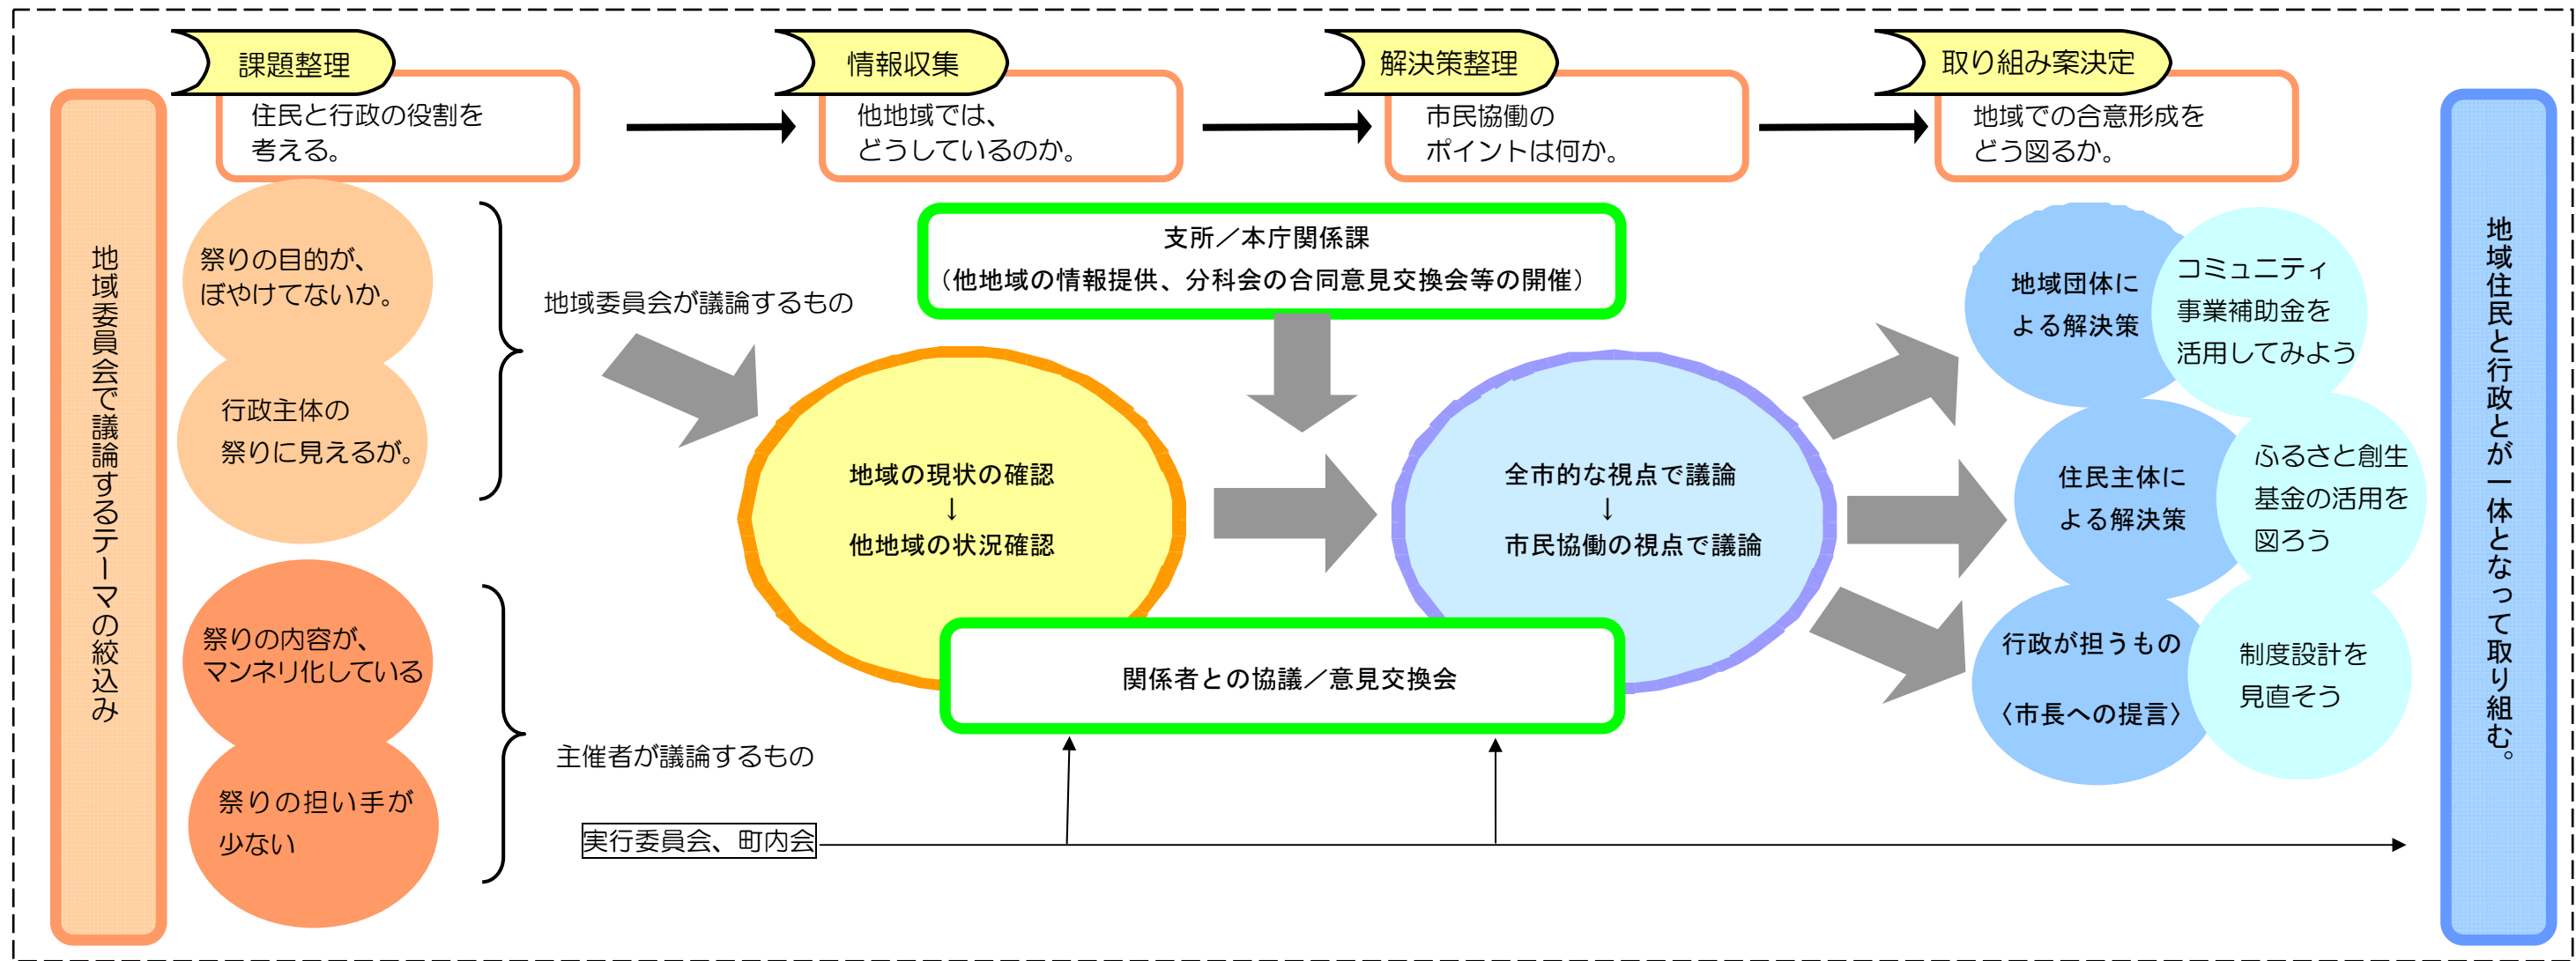 課題整理
住民と行政の役割を
考える。
情報収集
他地域では、
どうしているのか。
解決策整理
市民協働の
ポイントは何か。
取り組み案決定
地域での合意形成を
どう図るか。
地域委員会で議論するテーマの絞込み
祭りの目的が、
ぼやけてないか。
行政主体の
祭りに見えるが。
祭りの内容が、
マンネリ化している
祭りの担い手が
少ない
地域委員会が議論するもの
主催者が議論するもの
実行委員会、町内会
支所／本庁関係課
（他地域の情報提供、分科会の合同意見交換会等の開催）
地域の現状の確認
↓
他地域の状況確認
全市的な視点で議論
↓
市民協働の視点で議論
関係者との協議／意見交換会
地域団体に
よる解決策
コミュニティ
事業補助金を
活用してみよう
住民主体に
よる解決策
ふるさと創生
基金の活用を
図ろう
行政が担うもの
〈市長への提言〉
制度設計を
見直そう
地域住民と行政とが一体となって取り組む。